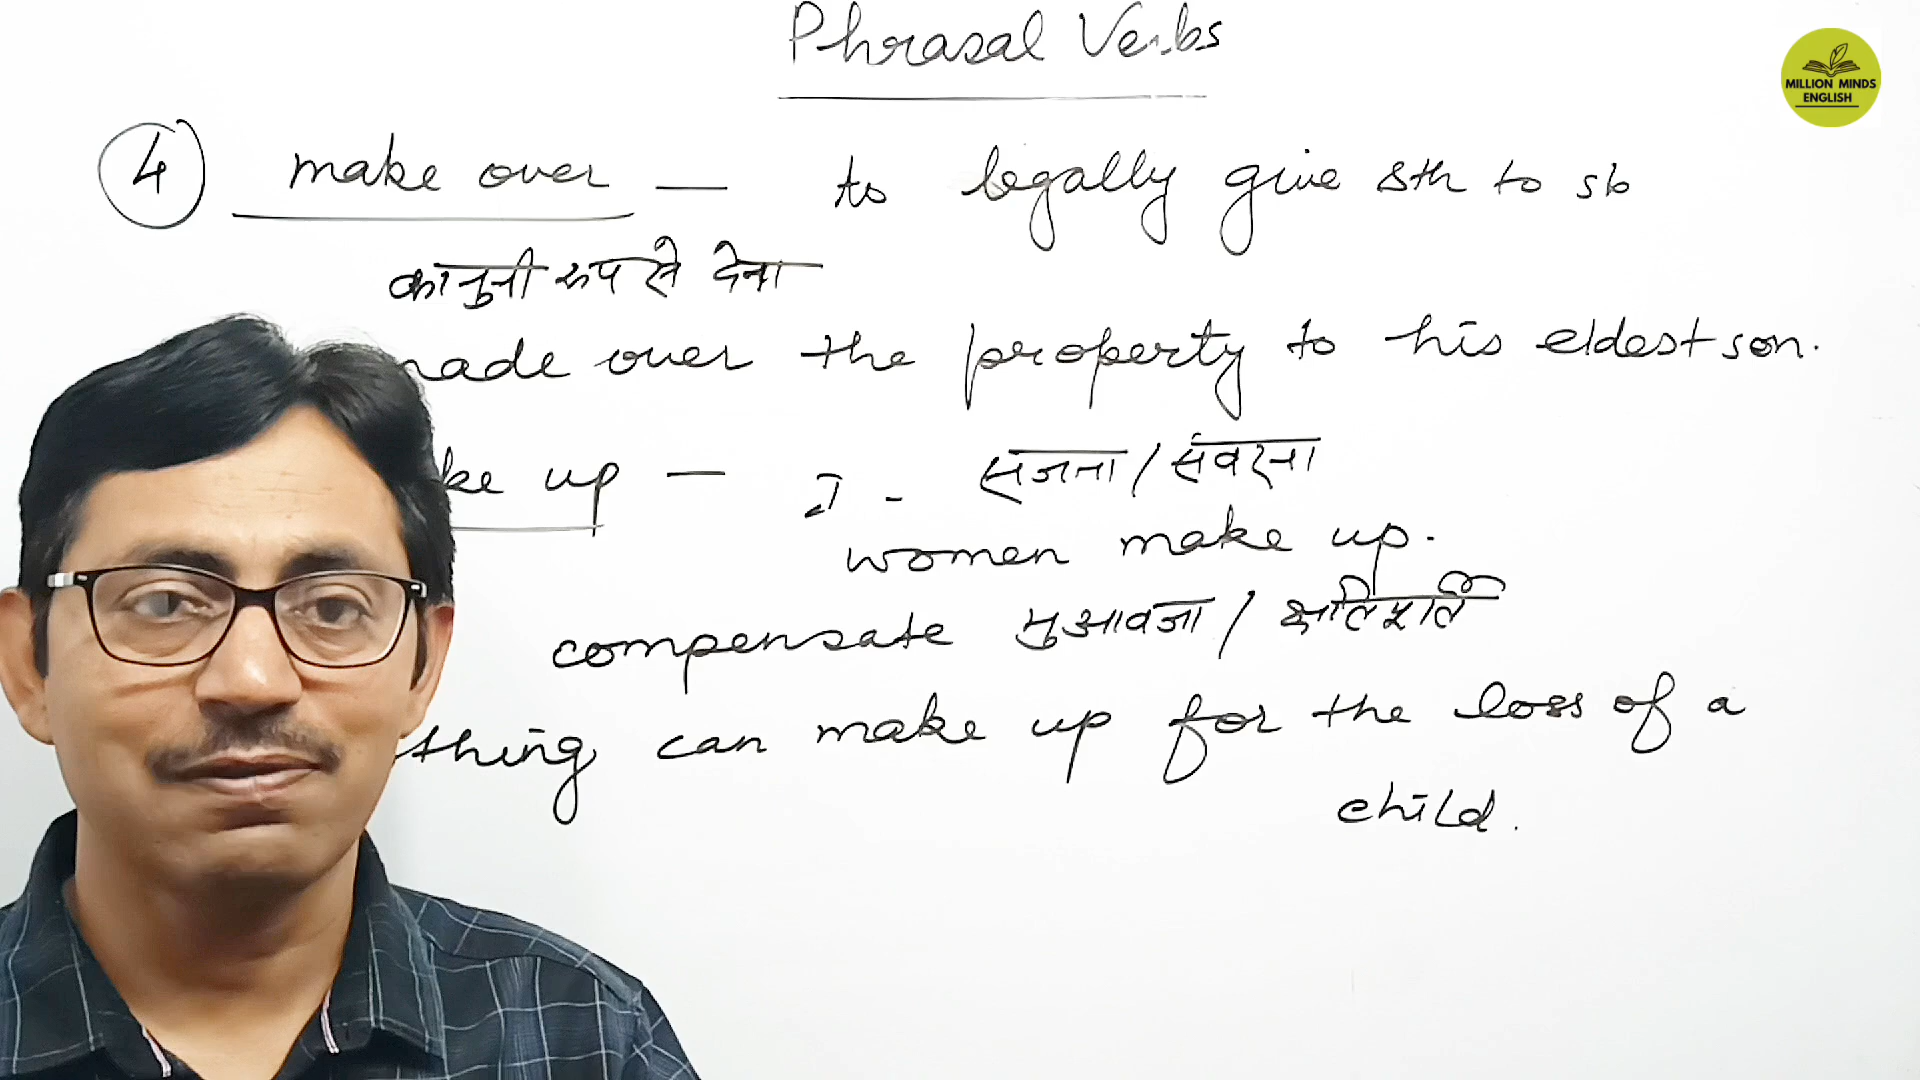 Phrasal Verbs
MILLION MINDS
ENGLISH
4 make over — to legally give sth to sb
कानुनी रुप से देना
made over the property to his eldest son.
ke up — I - सजना / संवरना
women make up.
compensate मुआवजा / क्षतिपूर्ति
thing can make up for the loss of a
child.